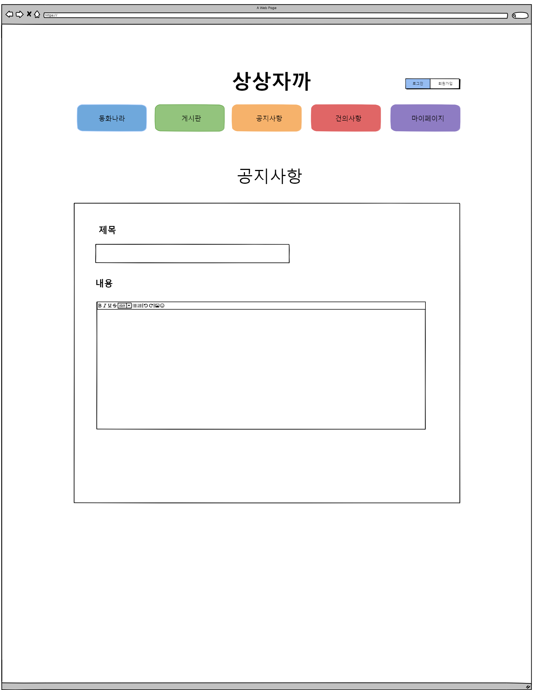 A Web Page
https://
상상자까
로그인 회원가입
동화나라 게시판 공지사항 건의사항 마이페이지
공지사항
제목
내용
B I U S